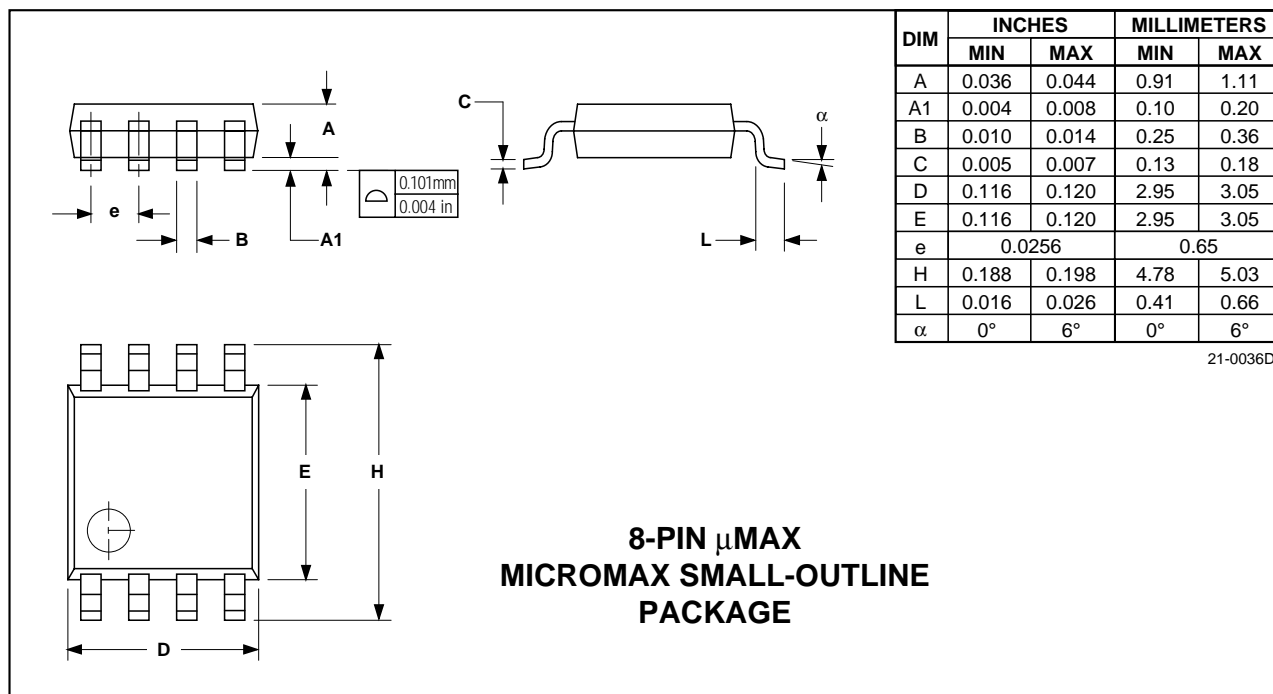 C
α
A
0.101mm
0.004 in
e
B
A1
L
E
H
D
8-PIN µMAX
MICROMAX SMALL-OUTLINE
PACKAGE
DIM INCHES MILLIMETERS
MIN MAX MIN MAX
A 0.036 0.044 0.91 1.11
A1 0.004 0.008 0.10 0.20
B 0.010 0.014 0.25 0.36
C 0.005 0.007 0.13 0.18
D 0.116 0.120 2.95 3.05
E 0.116 0.120 2.95 3.05
e 0.0256 0.65
H 0.188 0.198 4.78 5.03
L 0.016 0.026 0.41 0.66
α 0° 6° 0° 6°
21-0036D